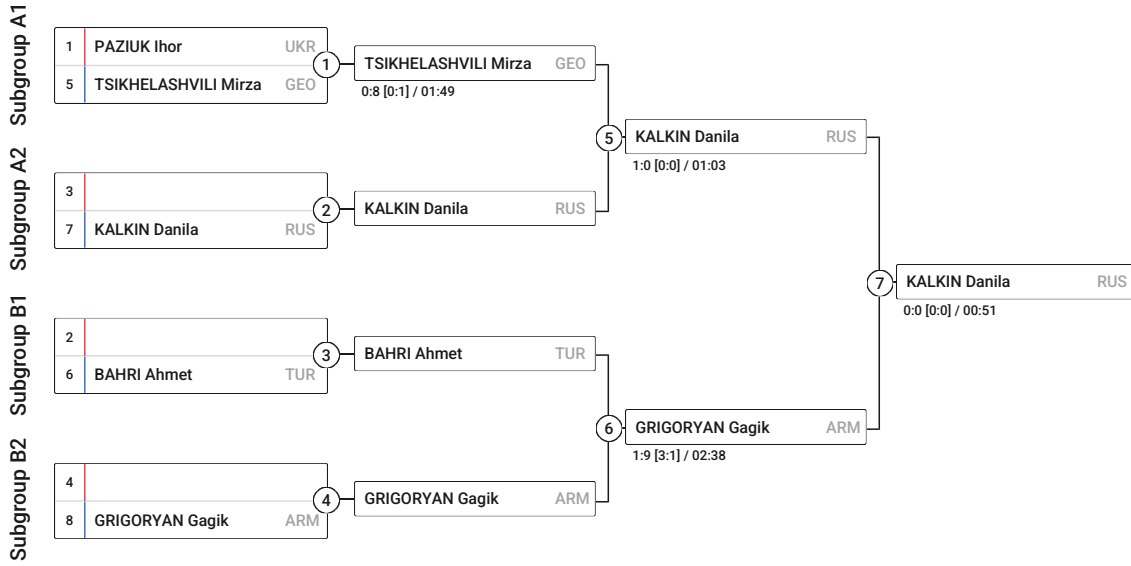 Subgroup A1
1 PAZIUK Ihor UKR
5 TSIKHELASHVILI Mirza GEO
1
TSIKHELASHVILI Mirza GEO
0:8 [0:1] / 01:49
Subgroup A2
3
7 KALKIN Danila RUS
2
KALKIN Danila RUS
5
KALKIN Danila RUS
1:0 [0:0] / 01:03
Subgroup B1
2
6 BAHRI Ahmet TUR
3
BAHRI Ahmet TUR
Subgroup B2
4
8 GRIGORYAN Gagik ARM
4
GRIGORYAN Gagik ARM
6
GRIGORYAN Gagik ARM
1:9 [3:1] / 02:38
7
KALKIN Danila RUS
0:0 [0:0] / 00:51